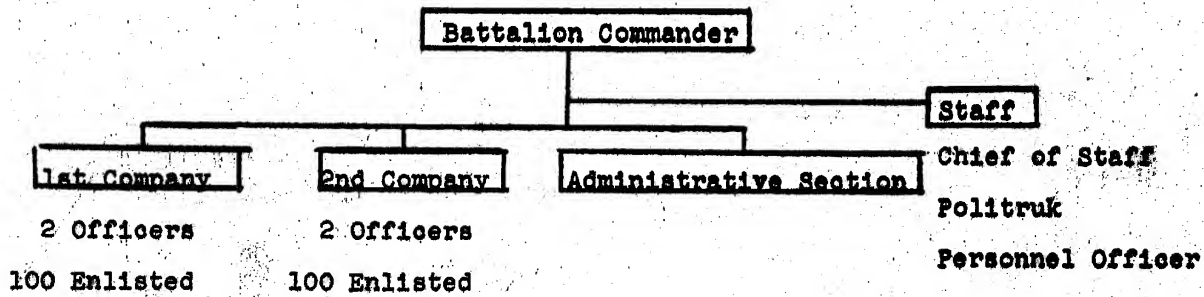 Battalion Commander
Staff
1st Company
2nd Company
Administrative Section
Chief of Staff
Politruk
Personnel Officer
2 Officers
2 Officers
100 Enlisted
100 Enlisted